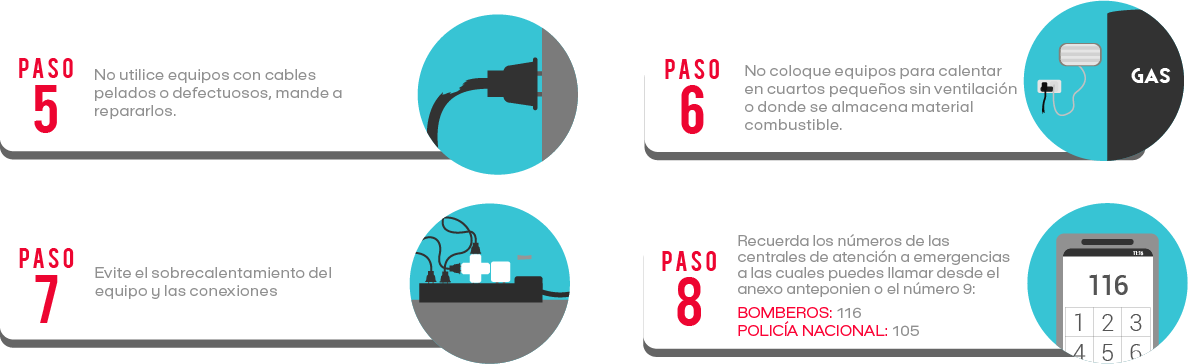 PASO
5
No utilice equipos con cables
pelados o defectuosos, mande a
repararlos.
PASO
6
No coloque equipos para calentar
en cuartos pequeños sin ventilación
o donde se almacena material
combustible.
GAS
PASO
7
Evite el sobrecalentamiento del
equipo y las conexiones
PASO
8
Recuerda los números de las
centrales de atención a emergencias
a las cuales puedes llamar desde el
anexo anteponien o el número 9:
BOMBEROS: 116
POLICÍA NACIONAL: 105
11:16
116
1 2 3
4 5 6